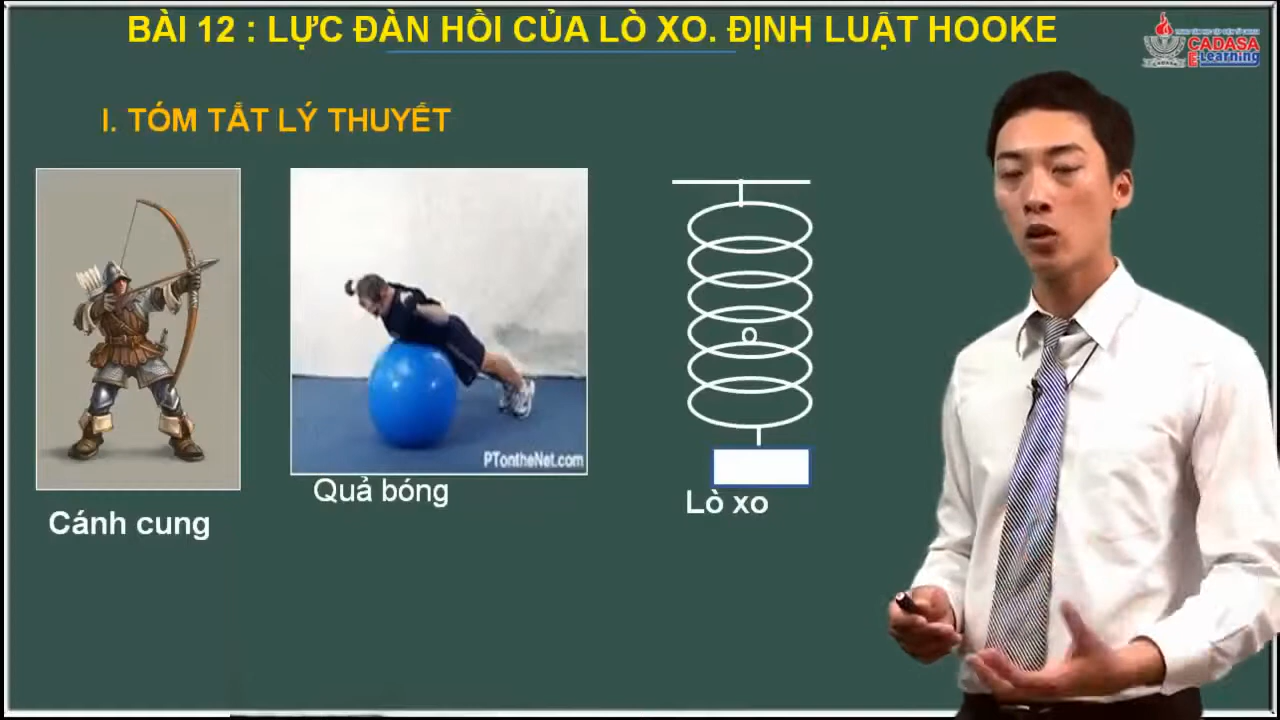 BÀI 12 : LỰC ĐÀN HỒI CỦA LÒ XO. ĐỊNH LUẬT HOOKE
CADASA
E-Learning
I. TÓM TẮT LÝ THUYẾT
PTontheNet.com
Quả bóng
Lò xo
Cánh cung